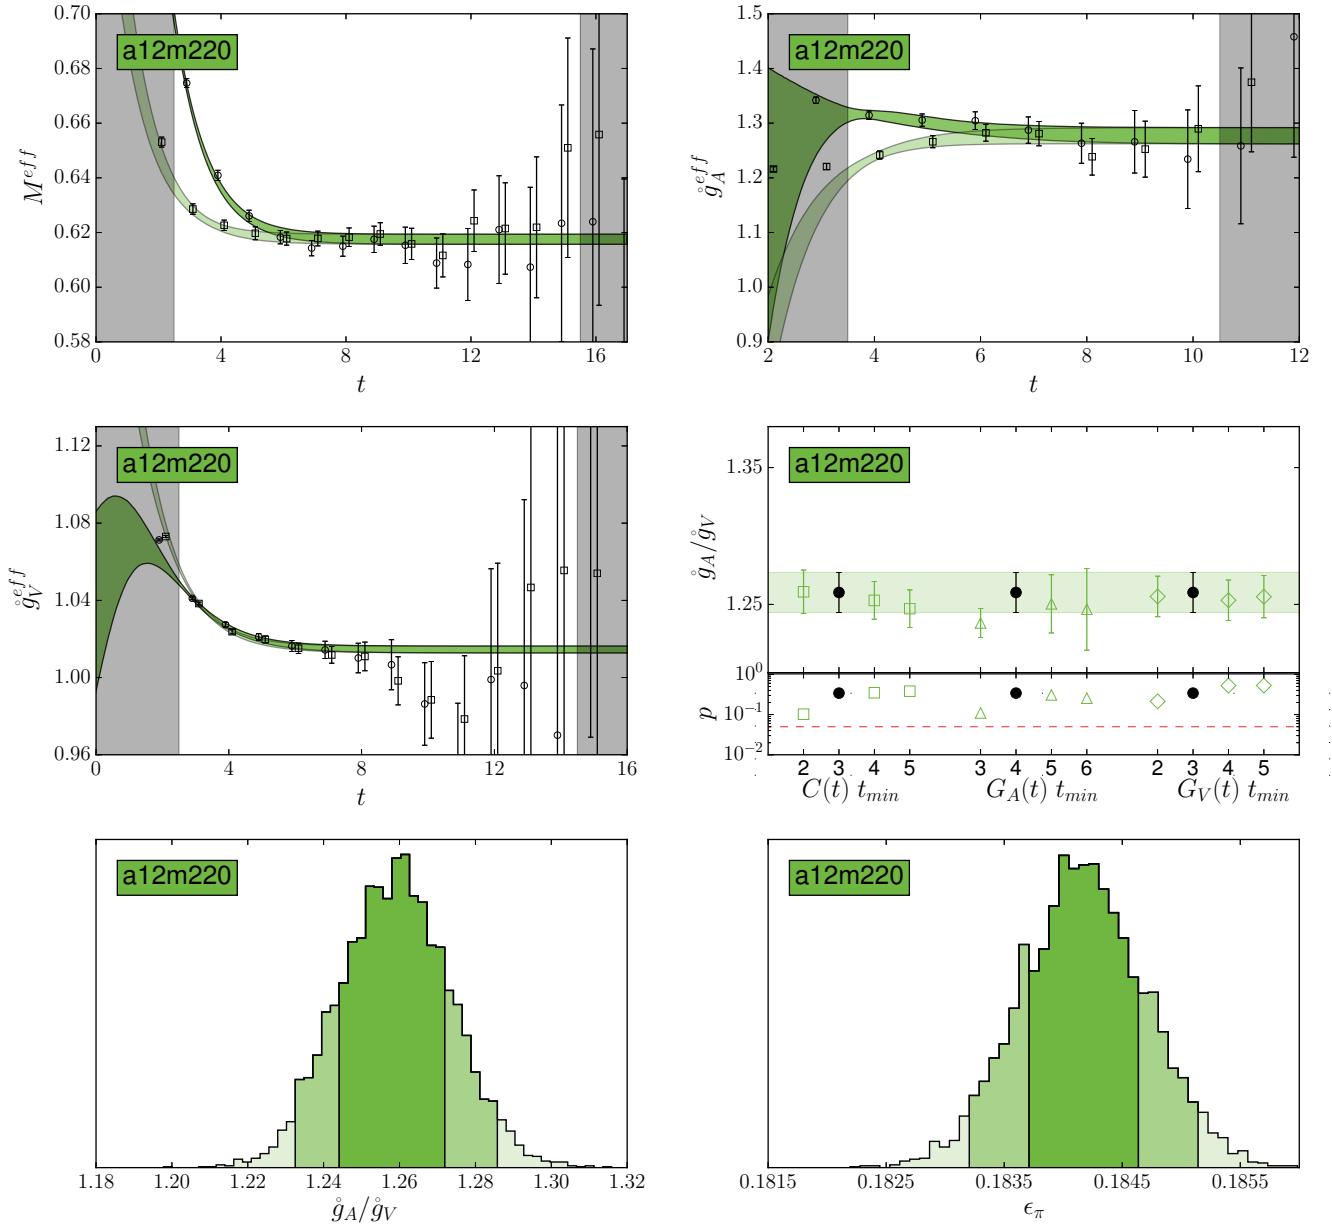 a12m220
0.70
0.68
0.66
0.64
0.62
0.60
0.58
M^{eff}
0 4 8 12 16
t
a12m220
1.5
1.4
1.3
1.2
1.1
1.0
0.9
g̊_A^{eff}
2 4 6 8 10 12
t
a12m220
1.12
1.08
1.04
1.00
0.96
g̊_V^{eff}
0 4 8 12 16
t
a12m220
1.35
1.25
g̊_A/g̊_V
10^0
10^{-1}
10^{-2}
p
2 3 4 5 3 4 5 6 2 3 4 5
C(t) t_{min} G_A(t) t_{min} G_V(t) t_{min}
a12m220
1.18 1.20 1.22 1.24 1.26 1.28 1.30 1.32
g̊_A/g̊_V
a12m220
0.1815 0.1825 0.1835 0.1845 0.1855
ϵ_π